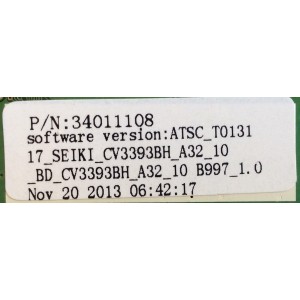 P/N:34011108
software version:ATSC_T0131
17_SEIKI_CV3393BH_A32_10
_BD_CV3393BH_A32_10 B997_1.0
Nov 20 2013 06:42:17